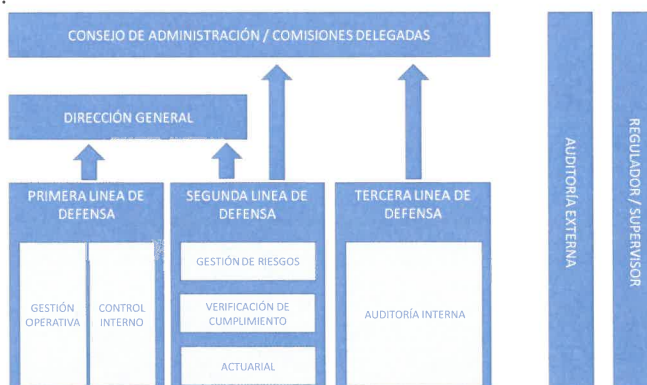 CONSEJO DE ADMINISTRACIÓN / COMISIONES DELEGADAS
DIRECCIÓN GENERAL
PRIMERA LINEA DE
DEFENSA
GESTIÓN
OPERATIVA
CONTROL
INTERNO
SEGUNDA LINEA DE
DEFENSA
GESTIÓN DE RIESGOS
VERIFICACIÓN DE
CUMPLIMIENTO
ACTUARIAL
TERCERA LINEA DE
DEFENSA
AUDITORÍA INTERNA
AUDITORÍA EXTERNA
REGULADOR / SUPERVISOR